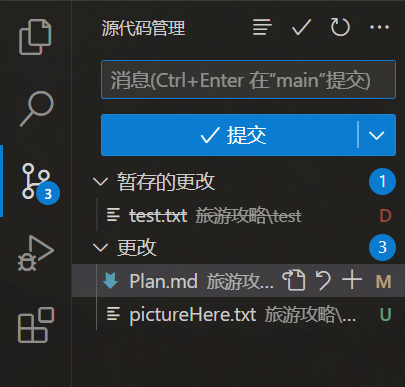 源代码管理
消息(Ctrl+Enter 在“main”提交)
提交
3
暂存的更改 1
test.txt 旅游攻略\test D
更改 3
Plan.md 旅游攻... M
pictureHere.txt 旅游攻略\... U